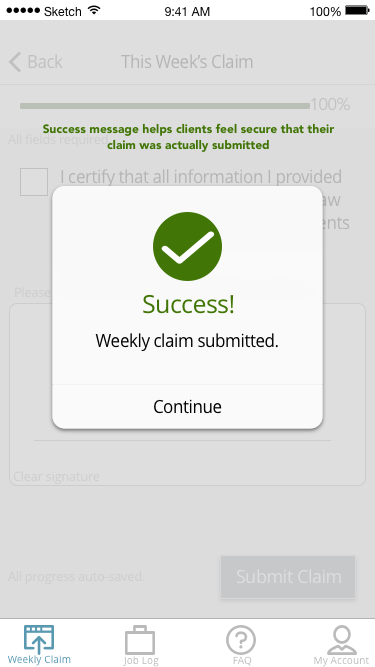 Sketch 9:41 AM 100%
Back This Week's Claim
100%
Success message helps clients feel secure that their
All fields required
claim was actually submitted
I certify that all information I provided
aw
ents
Please
Success!
Weekly claim submitted.
Continue
Clear signature
All progress auto-saved
Submit Claim
Weekly Claim Job Log FAQ My Account